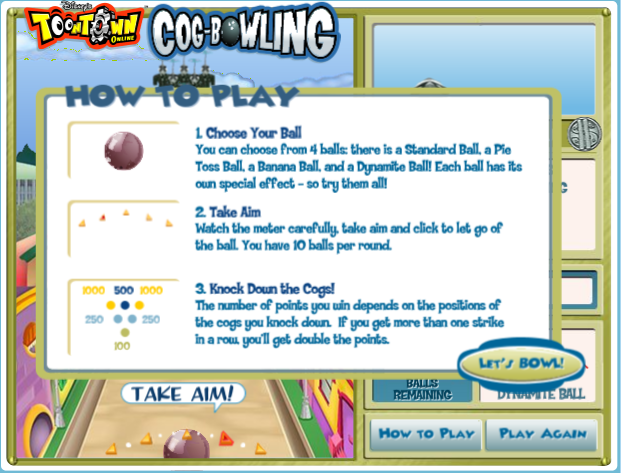 Disney's
TOONTOWN
ONLINE
COG-BOWLING
HOW TO PLAY
1. Choose Your Ball
You can choose from 4 balls: there is a Standard Ball, a Pie
Toss Ball, a Banana Ball, and a Dynamite Ball! Each ball has its
own special effect - so try them all!
2. Take Aim
Watch the meter carefully, take aim and click to let go of
the ball. You have 10 balls per round.
3. Knock Down the Cogs!
The number of points you win depends on the positions of
the cogs you knock down. If you get more than one strike
in a row, you'll get double the points.
1000 500 1000
250 250
100
LET'S BOWL!
TAKE AIM!
BALLS
REMAINING
DYNAMITE BALL
HOW TO PLAY
PLAY AGAIN